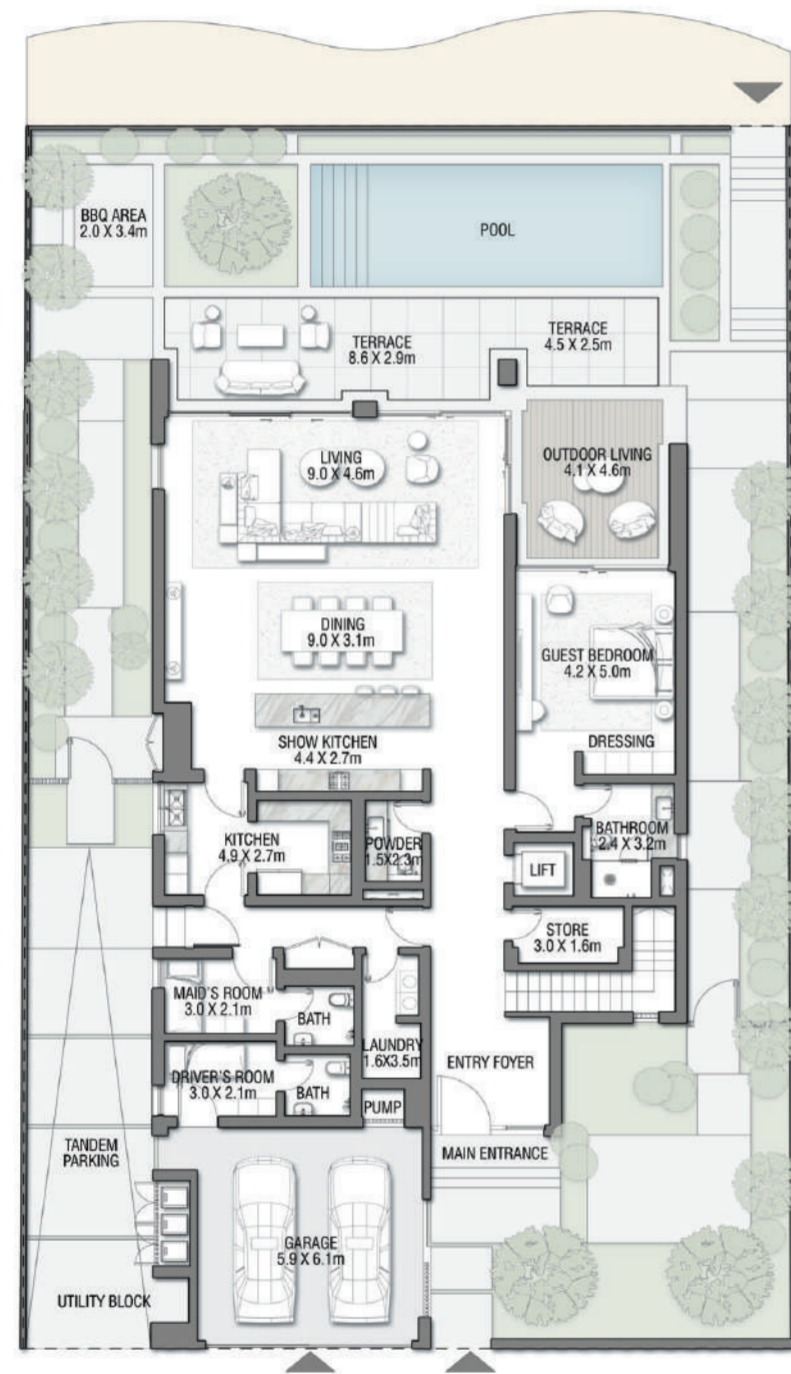 BBQ AREA
2.0 X 3.4m
POOL
TERRACE
8.6 X 2.9m
TERRACE
4.5 X 2.5m
LIVING
9.0 X 4.6m
OUTDOOR LIVING
4.1 X 4.6m
DINING
9.0 X 3.1m
GUEST BEDROOM
4.2 X 5.0m
SHOW KITCHEN
4.4 X 2.7m
DRESSING
KITCHEN
4.9 X 2.7m
POWDER
1.5X2.3m
BATHROOM
2.4 X 3.2m
LIFT
STORE
3.0 X 1.6m
MAID'S ROOM
3.0 X 2.1m
BATH
LAUNDRY
1.6X3.5m
ENTRY FOYER
DRIVER'S ROOM
3.0 X 2.1m
BATH
PUMP
TANDEM
PARKING
MAIN ENTRANCE
GARAGE
5.9 X 6.1m
UTILITY BLOCK